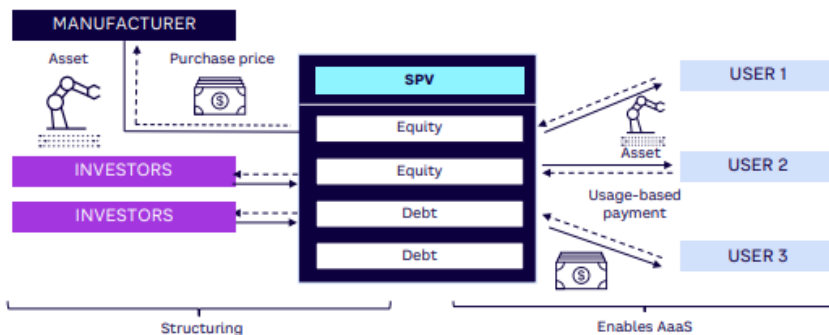 MANUFACTURER
Asset
Purchase price
$
INVESTORS
INVESTORS
SPV
Equity
Equity
Debt
Debt
USER 1
Asset
USER 2
Usage-based
payment
$
USER 3
Structuring
Enables AaaS